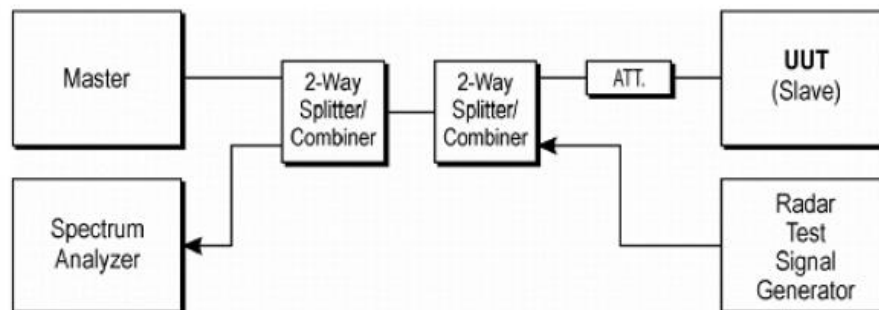 Master
2-Way
Splitter/
Combiner
2-Way
Splitter/
Combiner
ATT.
UUT
(Slave)
Spectrum
Analyzer
Radar
Test
Signal
Generator